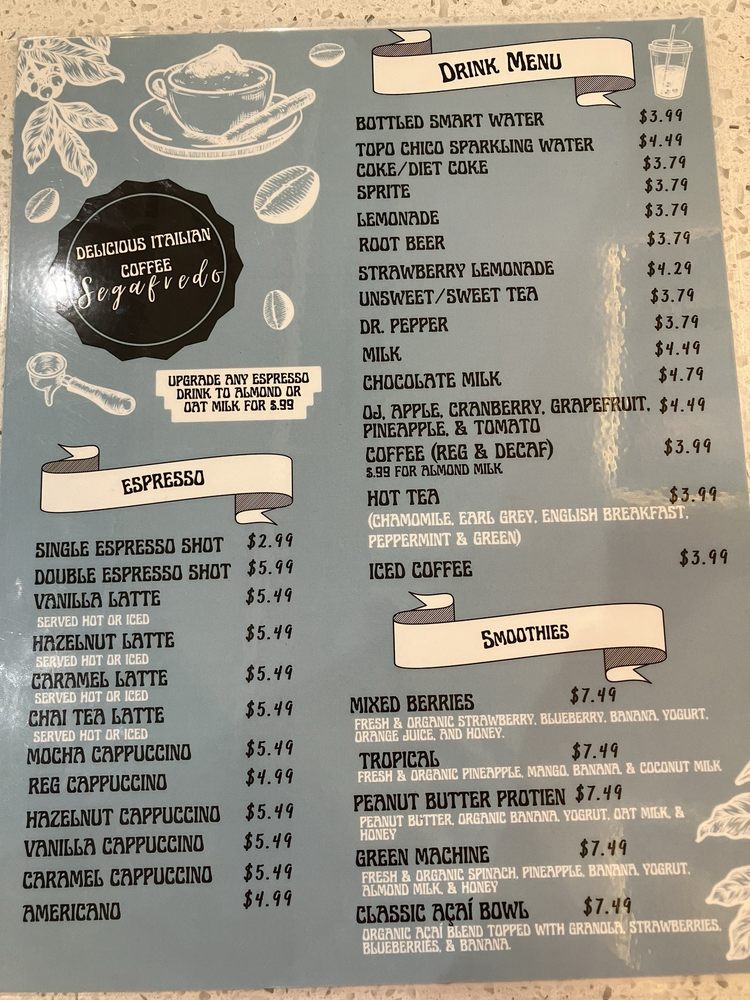 DELICIOUS ITAILIAN
COFFEE
Segafredo
UPGRADE ANY ESPRESSO
DRINK TO ALMOND OR
OAT MILK FOR $.99
ESPRESSO
SINGLE ESPRESSO SHOT $2.99
DOUBLE ESPRESSO SHOT $5.99
VANILLA LATTE $5.49
SERVED HOT OR ICED
HAZELNUT LATTE $5.49
SERVED HOT OR ICED
CARAMEL LATTE $5.49
SERVED HOT OR ICED
CHAI TEA LATTE $5.49
SERVED HOT OR ICED
MOCHA CAPPUCCINO $5.49
REG CAPPUCCINO $4.99
HAZELNUT CAPPUCCINO $5.49
VANILLA CAPPUCCINO $5.49
CARAMEL CAPPUCCINO $5.49
AMERICANO $4.99
DRINK MENU
BOTTLED SMART WATER $3.99
TOPO CHICO SPARKLING WATER $4.49
COKE/DIET COKE $3.79
SPRITE $3.79
LEMONADE $3.79
ROOT BEER $3.79
STRAWBERRY LEMONADE $4.29
UNSWEET/SWEET TEA $3.79
DR. PEPPER $3.79
MILK $4.49
CHOCOLATE MILK $4.79
OJ, APPLE, CRANBERRY, GRAPEFRUIT, $4.49
PINEAPPLE, & TOMATO
COFFEE (REG & DECAF) $3.99
$.99 FOR ALMOND MILK
HOT TEA $3.99
(CHAMOMILE, EARL GREY, ENGLISH BREAKFAST,
PEPPERMINT & GREEN)
ICED COFFEE $3.99
SMOOTHIES
MIXED BERRIES $7.49
FRESH & ORGANIC STRAWBERRY, BLUEBERRY, BANANA, YOGURT,
ORANGE JUICE, AND HONEY.
TROPICAL $7.49
FRESH & ORGANIC PINEAPPLE, MANGO, BANANA, & COCONUT MILK
PEANUT BUTTER PROTIEN $7.49
PEANUT BUTTER, ORGANIC BANANA, YOGRUT, OAT MILK, &
HONEY
GREEN MACHINE $7.49
FRESH & ORGANIC SPINACH, PINEAPPLE, BANANA, YOGRUT,
ALMOND MILK, & HONEY
CLASSIC AÇAÍ BOWL $7.49
ORGANIC AÇAÍ BLEND TOPPED WITH GRANOLA, STRAWBERRIES,
BLUEBERRIES, & BANANA.